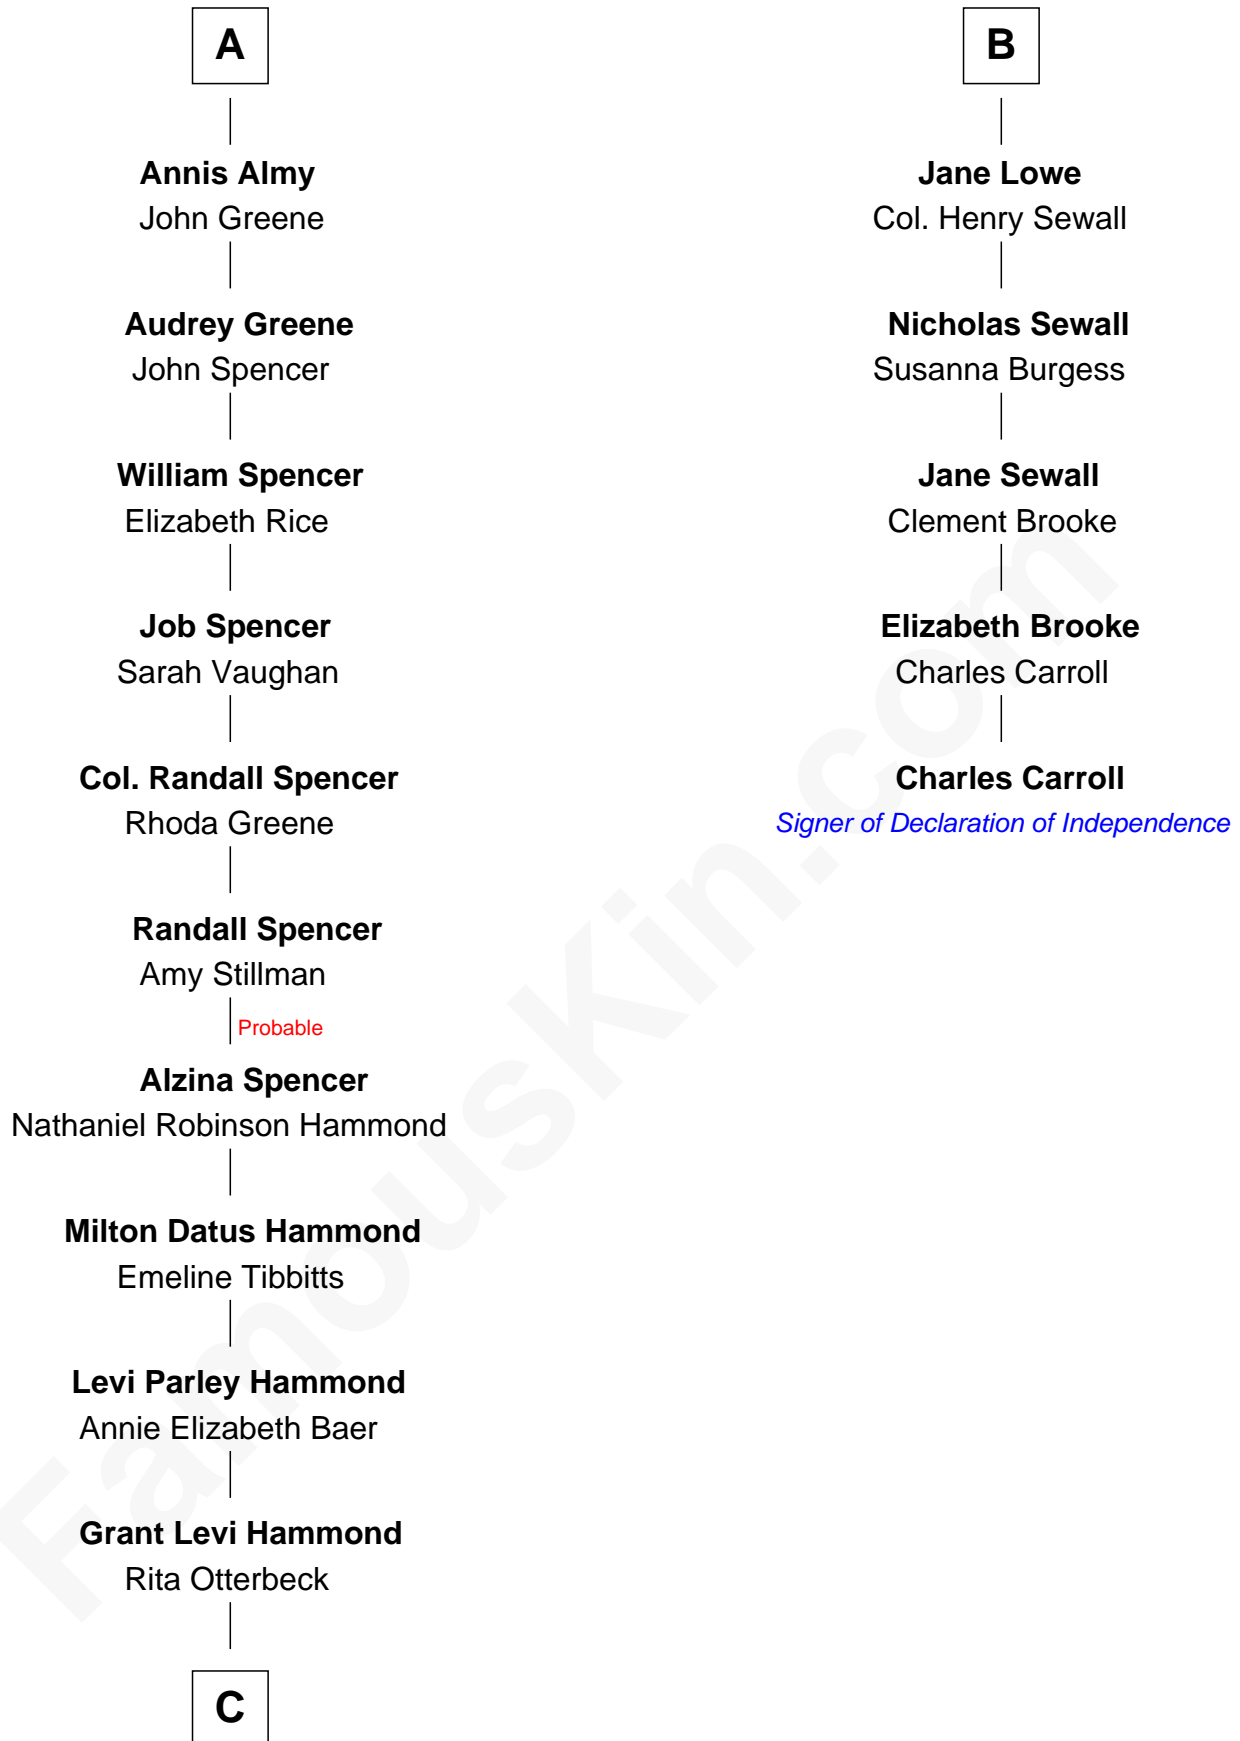 A
Annis Almy
John Greene
Audrey Greene
John Spencer
William Spencer
Elizabeth Rice
Job Spencer
Sarah Vaughan
Col. Randall Spencer
Rhoda Greene
Randall Spencer
Amy Stillman
Probable
Alzina Spencer
Nathaniel Robinson Hammond
Milton Datus Hammond
Emeline Tibbitts
Levi Parley Hammond
Annie Elizabeth Baer
Grant Levi Hammond
Rita Otterbeck
C
B
Jane Lowe
Col. Henry Sewall
Nicholas Sewall
Susanna Burgess
Jane Sewall
Clement Brooke
Elizabeth Brooke
Charles Carroll
Charles Carroll
Signer of Declaration of Independence
FamousKin.com